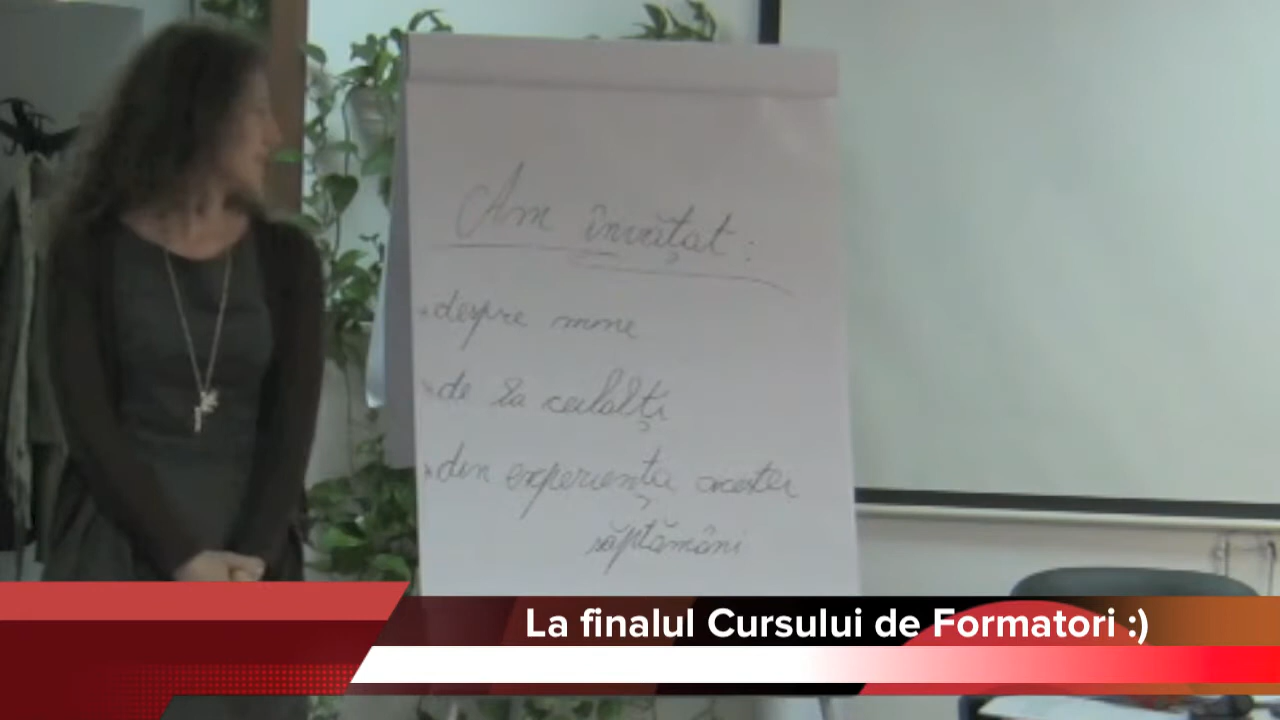 Am învățat:
• despre mine
• de la ceilalți
• din experiența acestei
săptămâni
La finalul Cursului de Formatori :)